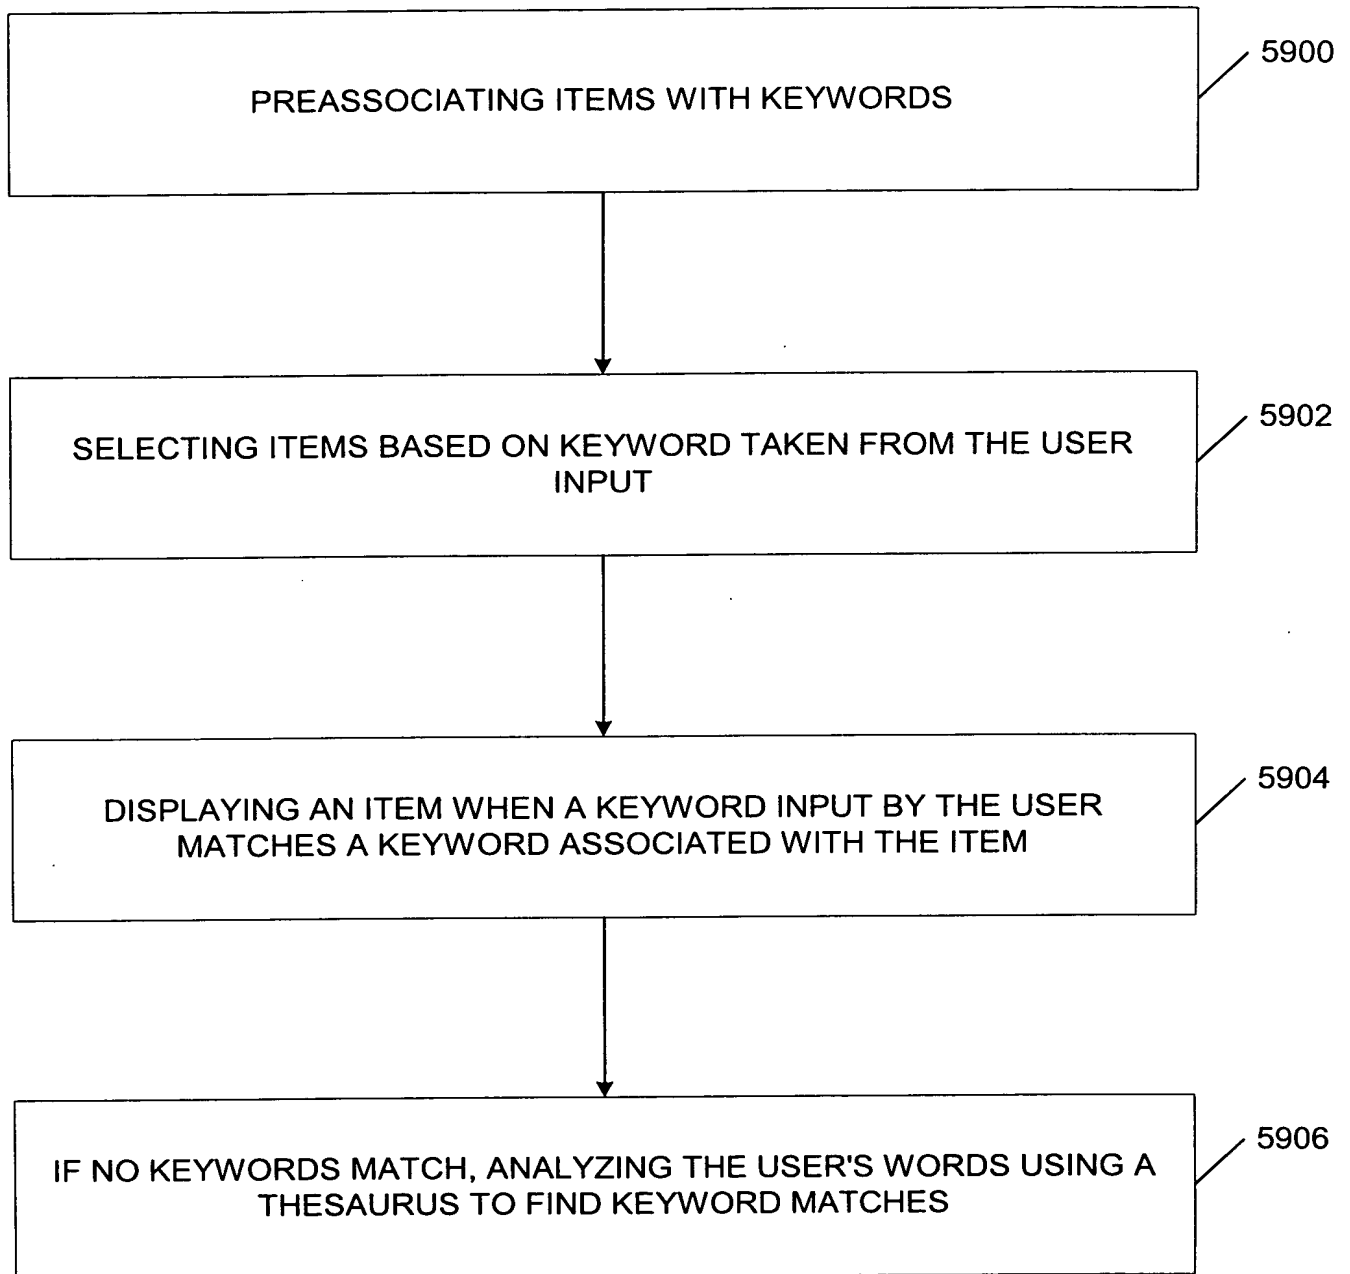 PREASSOCIATING ITEMS WITH KEYWORDS
5900
SELECTING ITEMS BASED ON KEYWORD TAKEN FROM THE USER
INPUT
5902
DISPLAYING AN ITEM WHEN A KEYWORD INPUT BY THE USER
MATCHES A KEYWORD ASSOCIATED WITH THE ITEM
5904
IF NO KEYWORDS MATCH, ANALYZING THE USER'S WORDS USING A
THESAURUS TO FIND KEYWORD MATCHES
5906